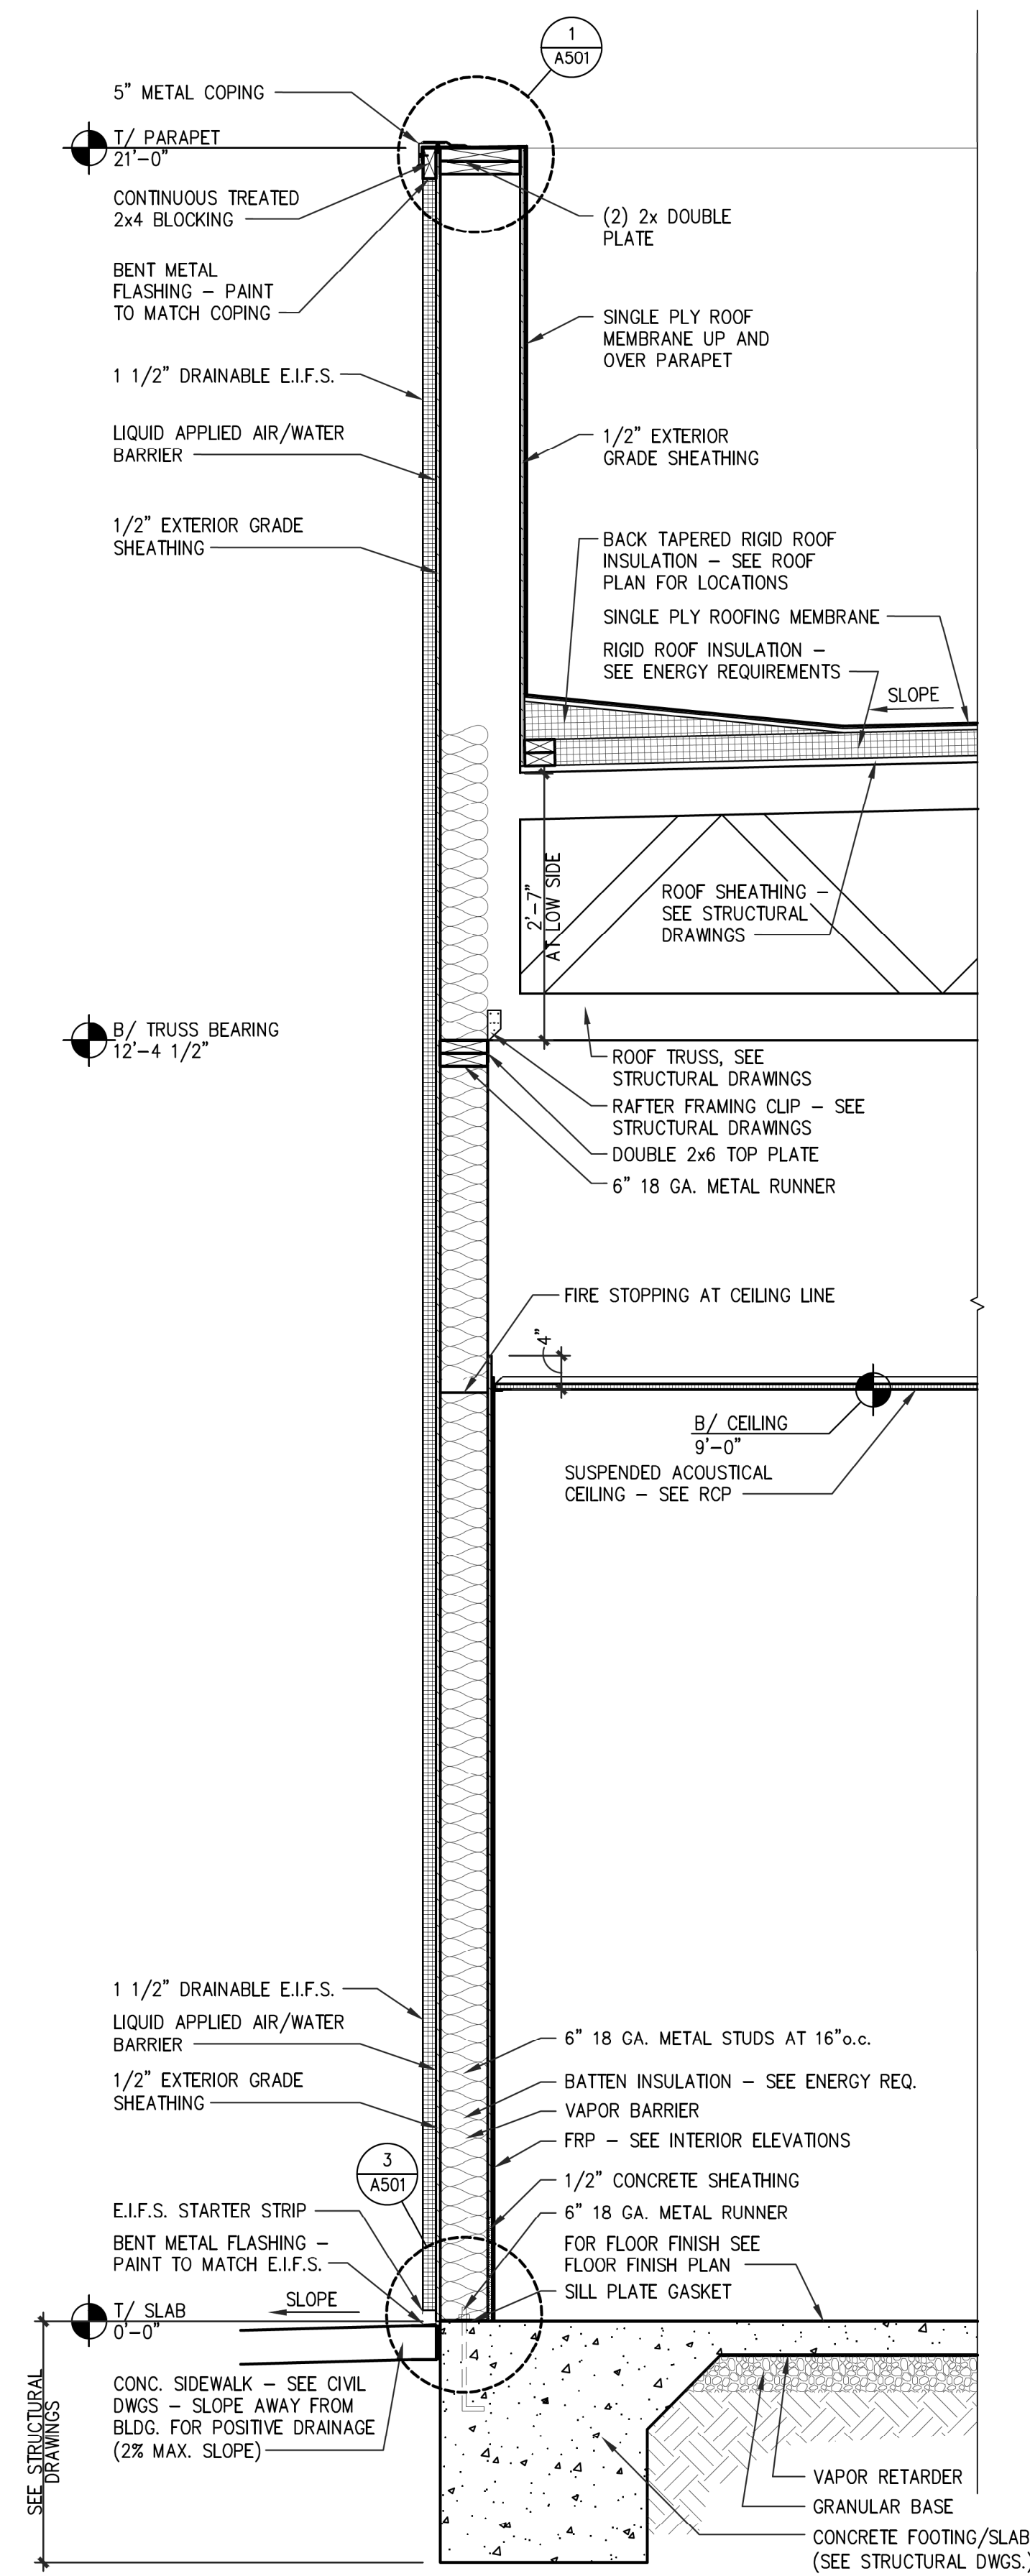 1
A501
5" METAL COPING
T/ PARAPET
21'-0"
CONTINUOUS TREATED
2x4 BLOCKING
(2) 2x DOUBLE
PLATE
BENT METAL
FLASHING – PAINT
TO MATCH COPING
SINGLE PLY ROOF
MEMBRANE UP AND
OVER PARAPET
1 1/2" DRAINABLE E.I.F.S.
LIQUID APPLIED AIR/WATER
BARRIER
1/2" EXTERIOR
GRADE SHEATHING
1/2" EXTERIOR GRADE
SHEATHING
BACK TAPERED RIGID ROOF
INSULATION – SEE ROOF
PLAN FOR LOCATIONS
SINGLE PLY ROOFING MEMBRANE
RIGID ROOF INSULATION –
SEE ENERGY REQUIREMENTS
SLOPE
2'-7"
AT LOW SIDE
ROOF SHEATHING –
SEE STRUCTURAL
DRAWINGS
B/ TRUSS BEARING
12'-4 1/2"
ROOF TRUSS, SEE
STRUCTURAL DRAWINGS
RAFTER FRAMING CLIP – SEE
STRUCTURAL DRAWINGS
DOUBLE 2x6 TOP PLATE
6" 18 GA. METAL RUNNER
FIRE STOPPING AT CEILING LINE
4"
B/ CEILING
9'-0"
SUSPENDED ACOUSTICAL
CEILING – SEE RCP
1 1/2" DRAINABLE E.I.F.S.
LIQUID APPLIED AIR/WATER
BARRIER
1/2" EXTERIOR GRADE
SHEATHING
6" 18 GA. METAL STUDS AT 16"o.c.
BATTEN INSULATION – SEE ENERGY REQ.
VAPOR BARRIER
FRP – SEE INTERIOR ELEVATIONS
3
A501
1/2" CONCRETE SHEATHING
6" 18 GA. METAL RUNNER
E.I.F.S. STARTER STRIP
BENT METAL FLASHING –
PAINT TO MATCH E.I.F.S.
FOR FLOOR FINISH SEE
FLOOR FINISH PLAN
SILL PLATE GASKET
T/ SLAB
0'-0"
SLOPE
CONC. SIDEWALK – SEE CIVIL
DWGS – SLOPE AWAY FROM
BLDG. FOR POSITIVE DRAINAGE
(2% MAX. SLOPE)
SEE STRUCTURAL
DRAWINGS
VAPOR RETARDER
GRANULAR BASE
CONCRETE FOOTING/SLAB
(SEE STRUCTURAL DWGS.)